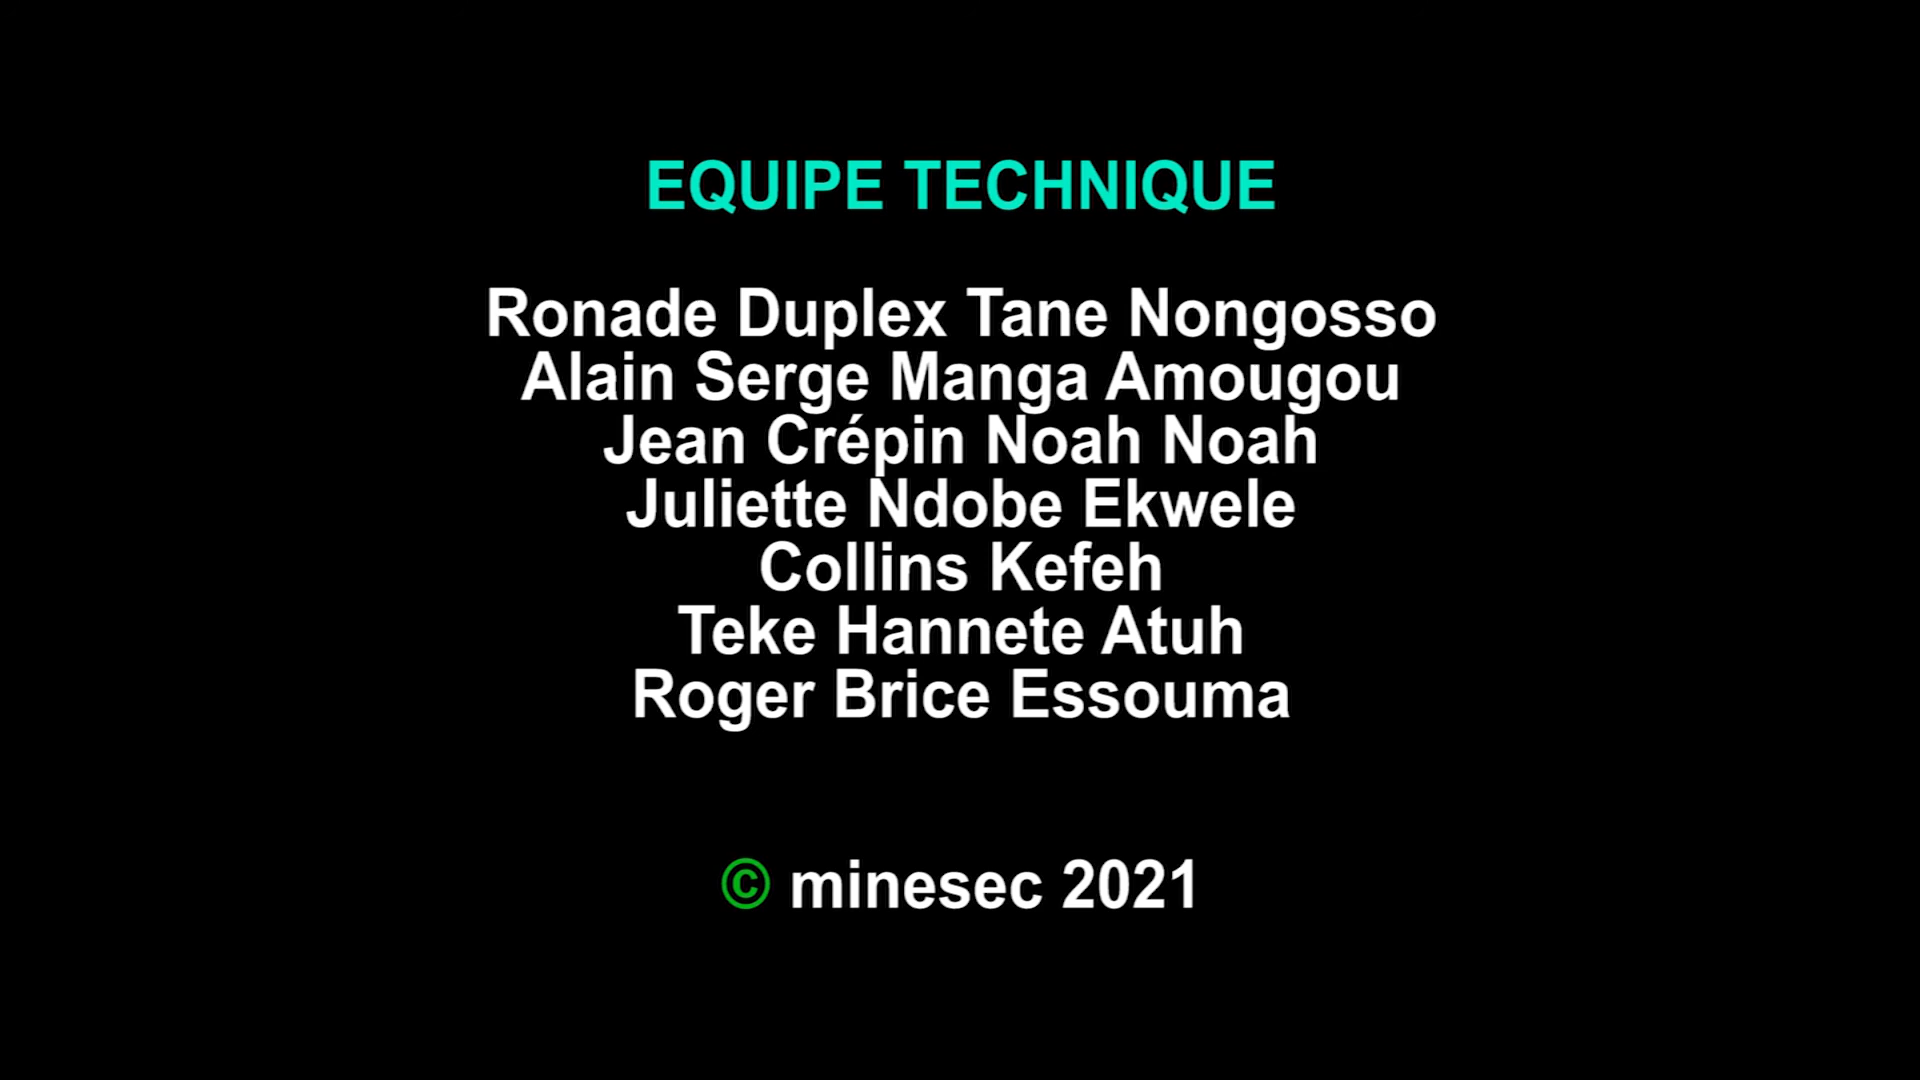 EQUIPE TECHNIQUE
Ronade Duplex Tane Nongosso
Alain Serge Manga Amougou
Jean Crépin Noah Noah
Juliette Ndobe Ekwele
Collins Kefeh
Teke Hannete Atuh
Roger Brice Essouma
© minesec 2021